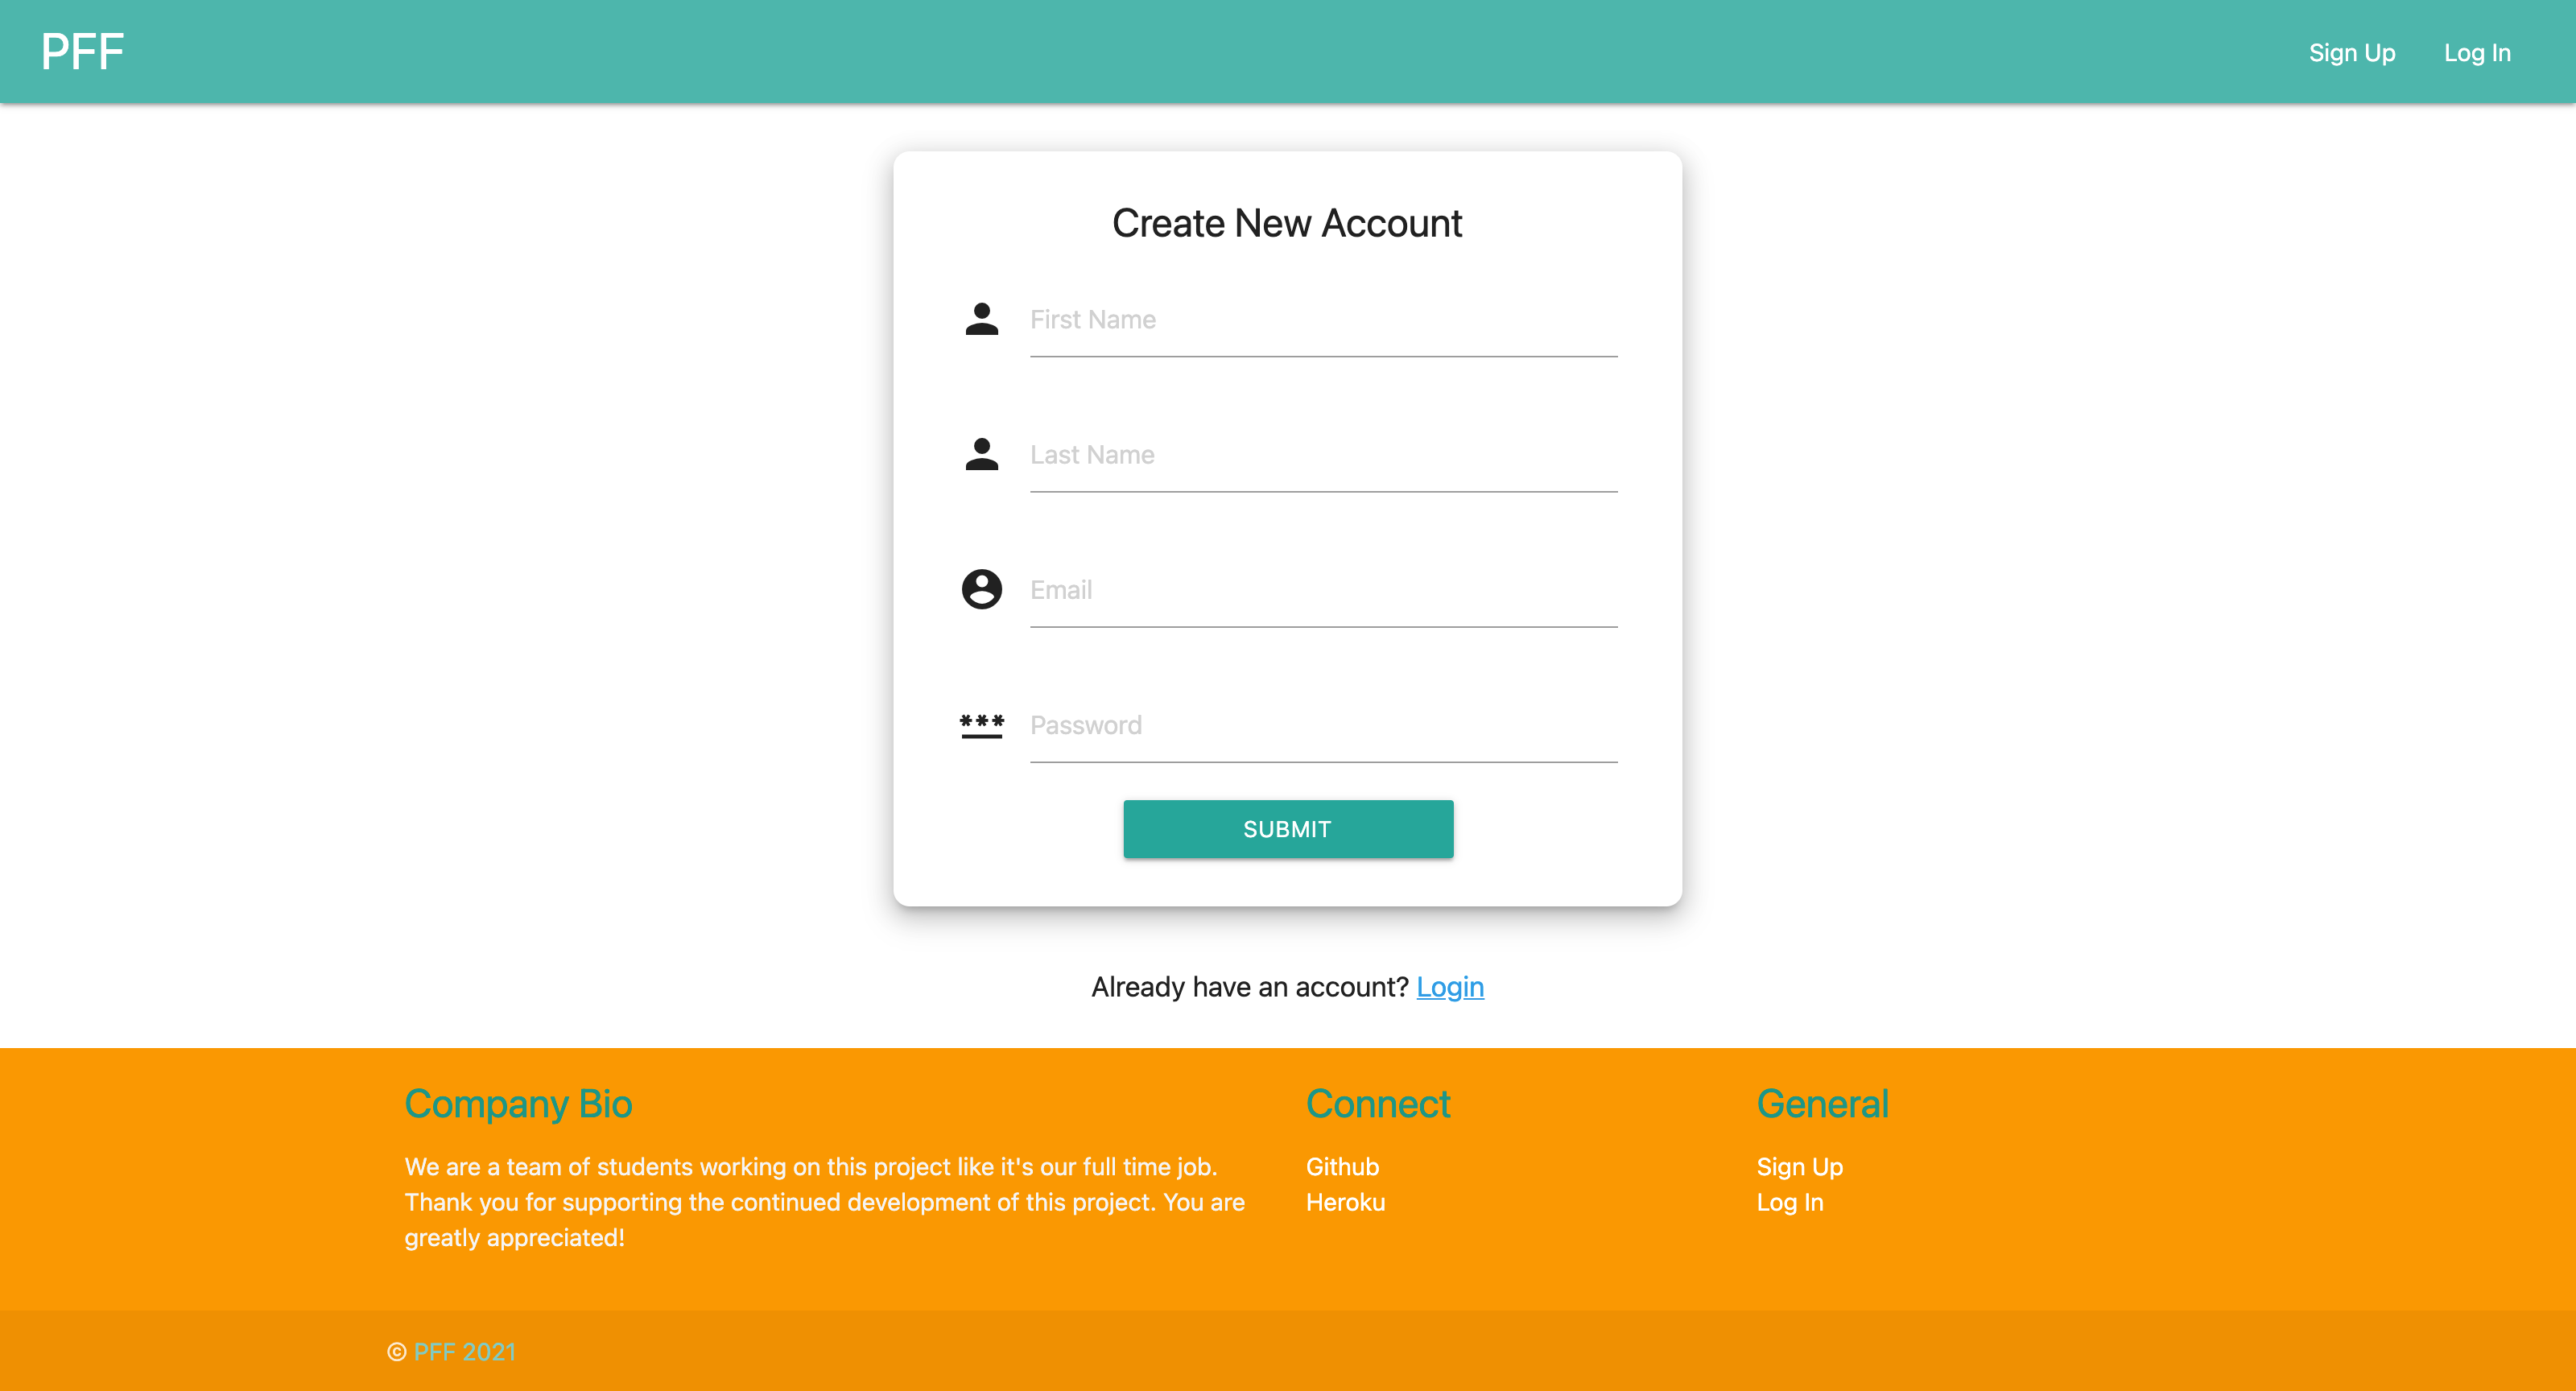 PFF
Sign Up
Log In
Create New Account
First Name
Last Name
Email
***
Password
SUBMIT
Already have an account? Login
Company Bio
We are a team of students working on this project like it's our full time job.
Thank you for supporting the continued development of this project. You are
greatly appreciated!
Connect
Github
Heroku
General
Sign Up
Log In
© PFF 2021